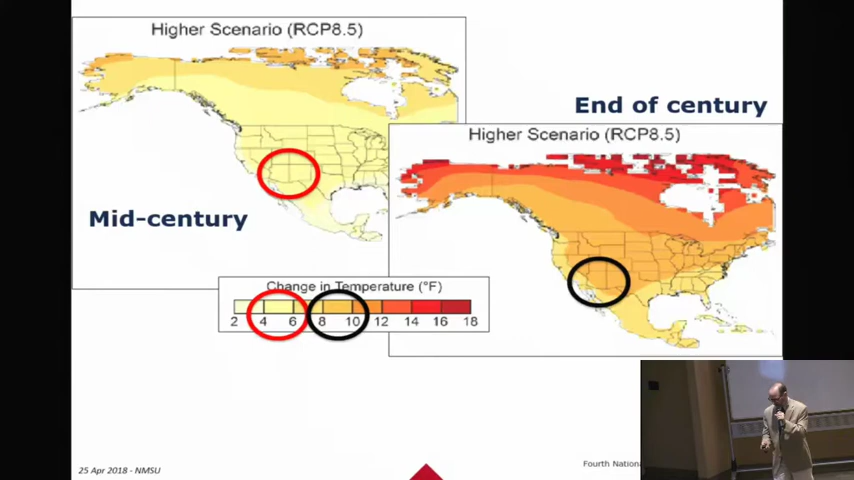 Higher Scenario (RCP8.5)
End of century
Higher Scenario (RCP8.5)
Mid-century
Change in Temperature (°F)
2 4 6 8 10 12 14 16 18
25 Apr 2018 - NMSU
Fourth